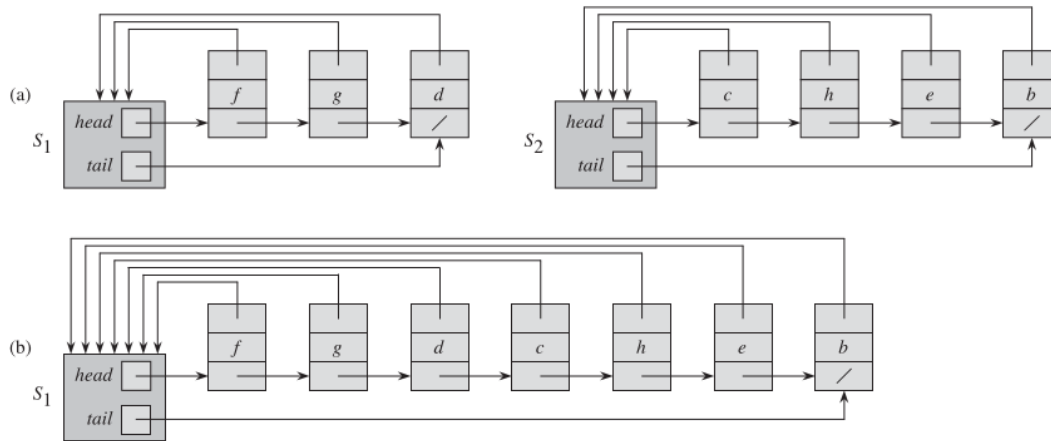 f g d c h e b
(a)
head head
S1 S2
tail tail
f g d c h e b
(b)
head
S1
tail